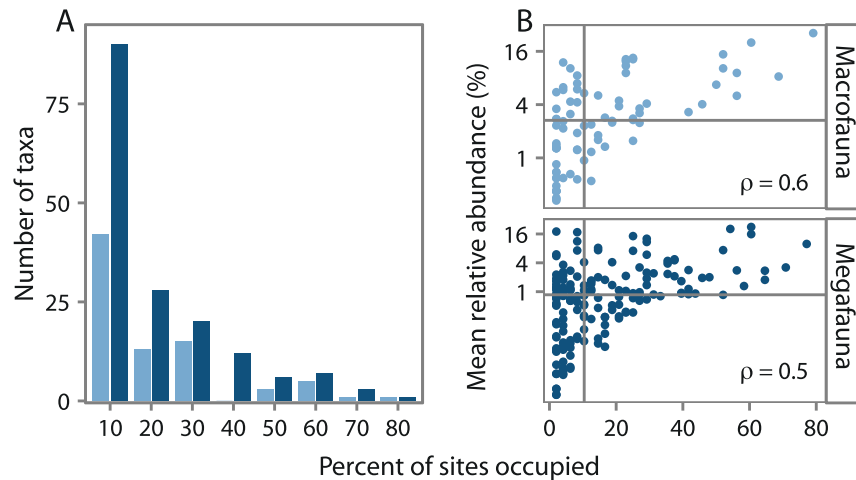 A
Number of taxa
75
50
25
0
10 20 30 40 50 60 70 80
B
Mean relative abundance (%)
16
4
1
ρ = 0.6
Macrofauna
16
4
1
ρ = 0.5
Megafauna
0 20 40 60 80
Percent of sites occupied